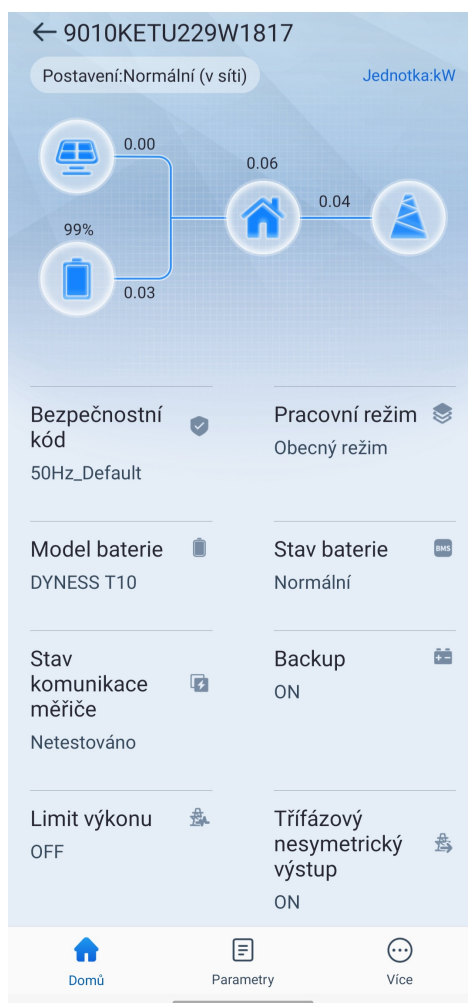 9010KETU229W1817
Postavení:Normální (v síti)
Jednotka:kW
0.00
0.06
0.04
99%
0.03
Bezpečnostní
kód
50Hz_Default
Pracovní režim
Obecný režim
Model baterie
DYNESS T10
Stav baterie
BMS
Normální
Stav
komunikace
měřiče
Netestováno
Backup
ON
Limit výkonu
OFF
Třífázový
nesymetrický
výstup
ON
Domů
Parametry
Více